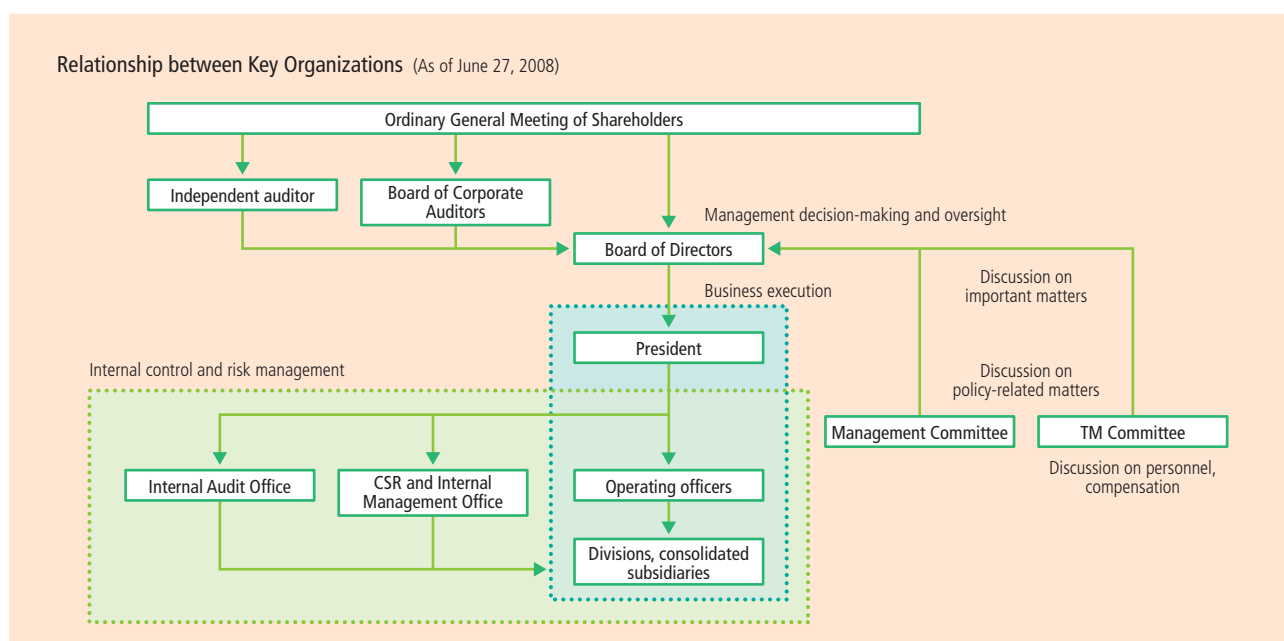 Relationship between Key Organizations (As of June 27, 2008)
Ordinary General Meeting of Shareholders
Independent auditor
Board of Corporate
Auditors
Management decision-making and oversight
Board of Directors
Discussion on
important matters
Business execution
President
Internal control and risk management
Discussion on
policy-related matters
Management Committee
TM Committee
Internal Audit Office
CSR and Internal
Management Office
Operating officers
Discussion on personnel,
compensation
Divisions, consolidated
subsidiaries